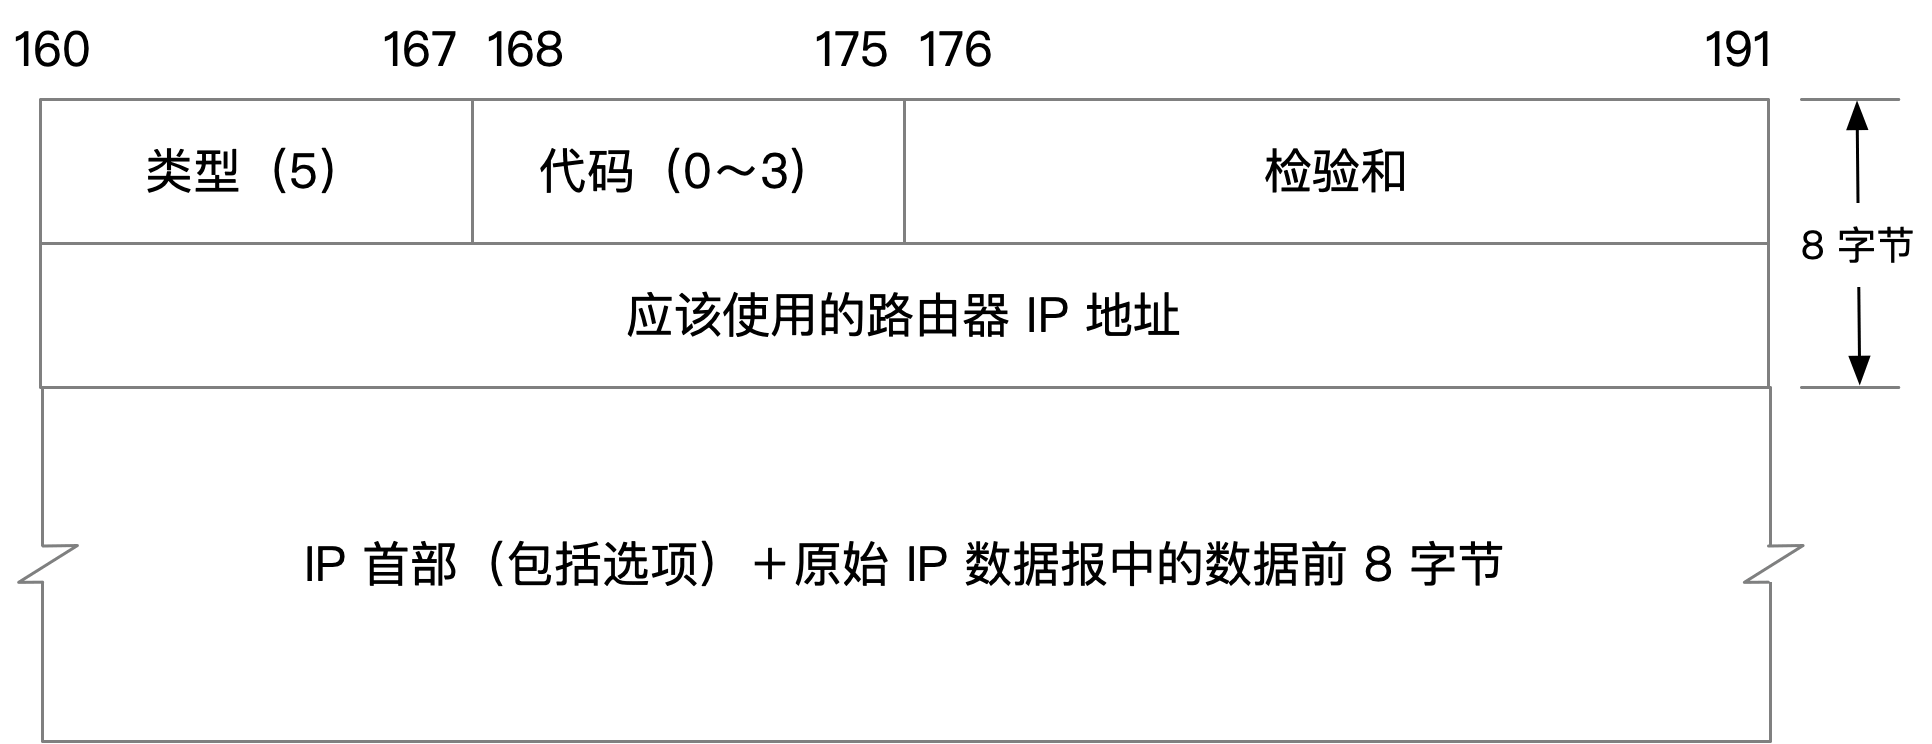 160 167 168 175 176 191
类型（5） 代码（0～3） 检验和
8 字节
应该使用的路由器 IP 地址
IP 首部（包括选项）＋原始 IP 数据报中的数据前 8 字节